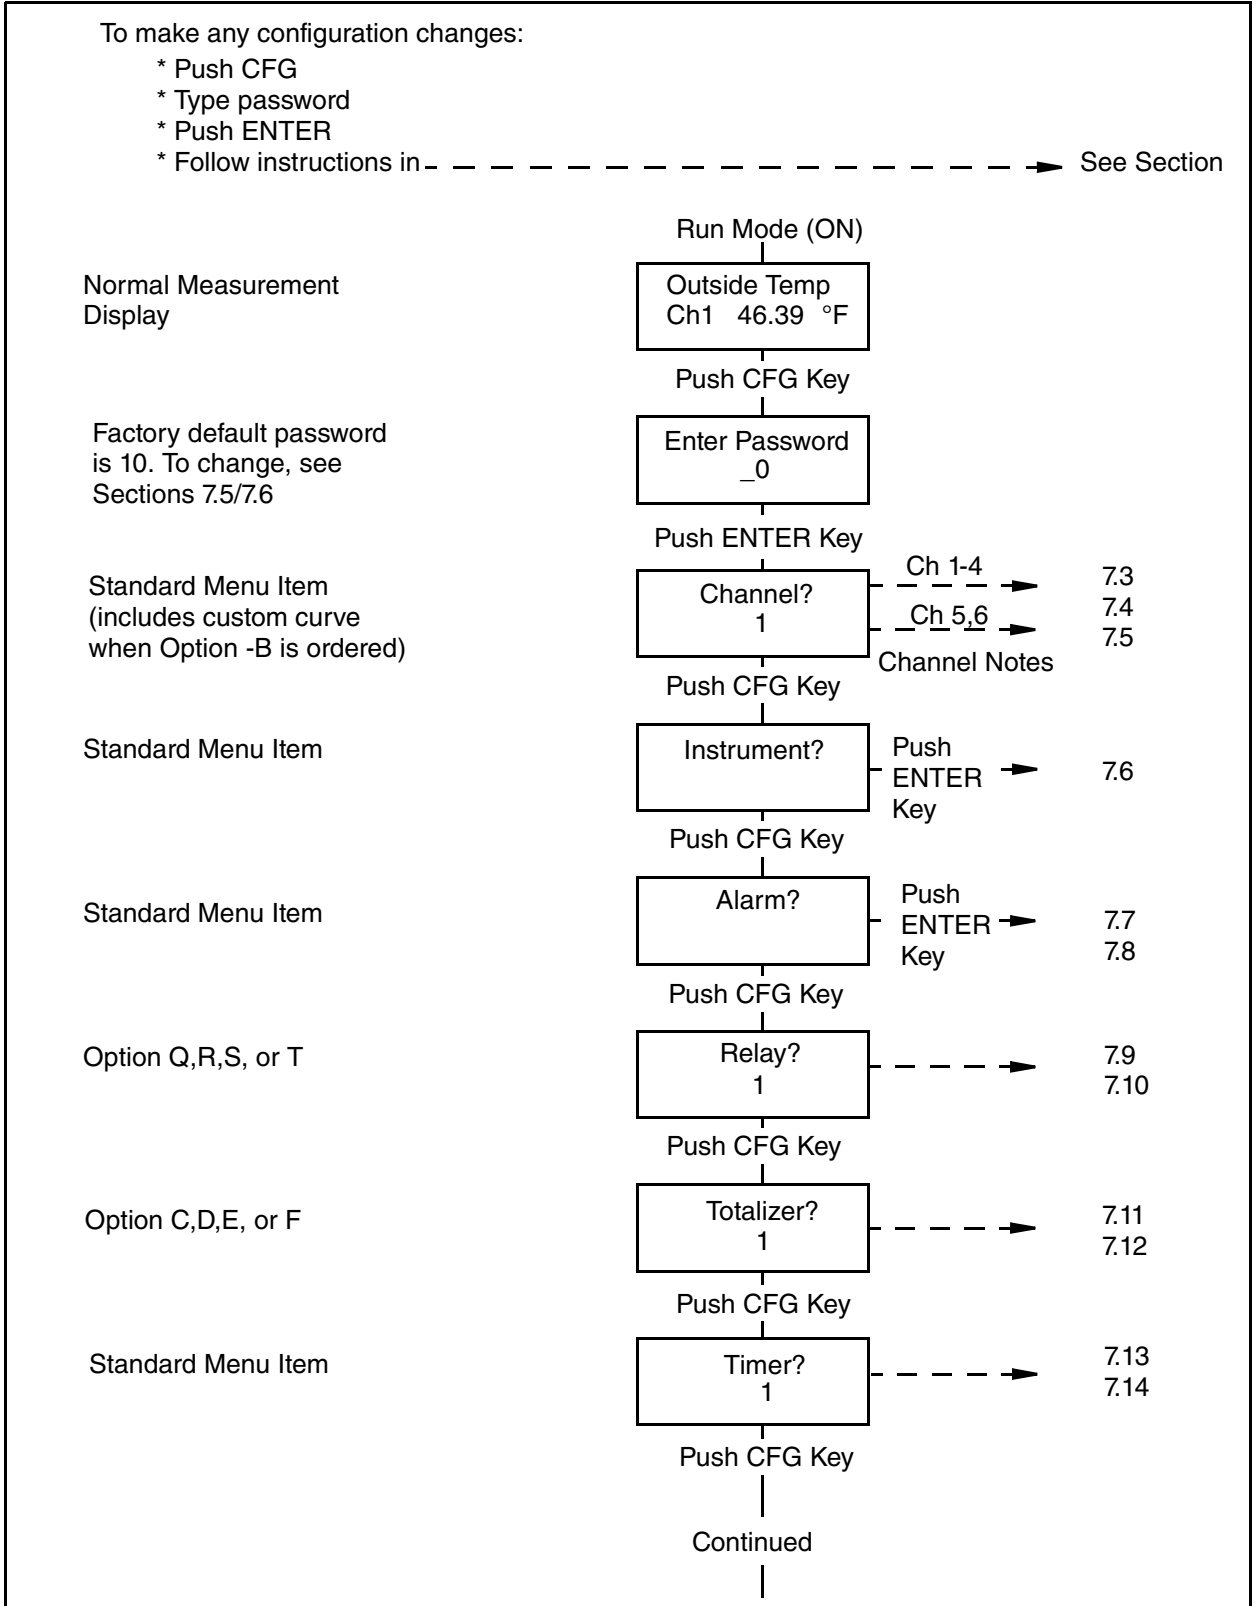 To make any configuration changes:
* Push CFG
* Type password
* Push ENTER
* Follow instructions in
See Section
Run Mode (ON)
Normal Measurement
Display
Outside Temp
Ch1 46.39 °F
Push CFG Key
Factory default password
is 10. To change, see
Sections 7.5/7.6
Enter Password
_0
Push ENTER Key
Standard Menu Item
(includes custom curve
when Option -B is ordered)
Channel?
1
Ch 1-4
Ch 5,6
Channel Notes
7.3
7.4
7.5
Push CFG Key
Standard Menu Item
Instrument?
Push
ENTER
Key
7.6
Push CFG Key
Standard Menu Item
Alarm?
Push
ENTER
Key
7.7
7.8
Push CFG Key
Option Q,R,S, or T
Relay?
1
7.9
7.10
Push CFG Key
Option C,D,E, or F
Totalizer?
1
7.11
7.12
Push CFG Key
Standard Menu Item
Timer?
1
7.13
7.14
Push CFG Key
Continued